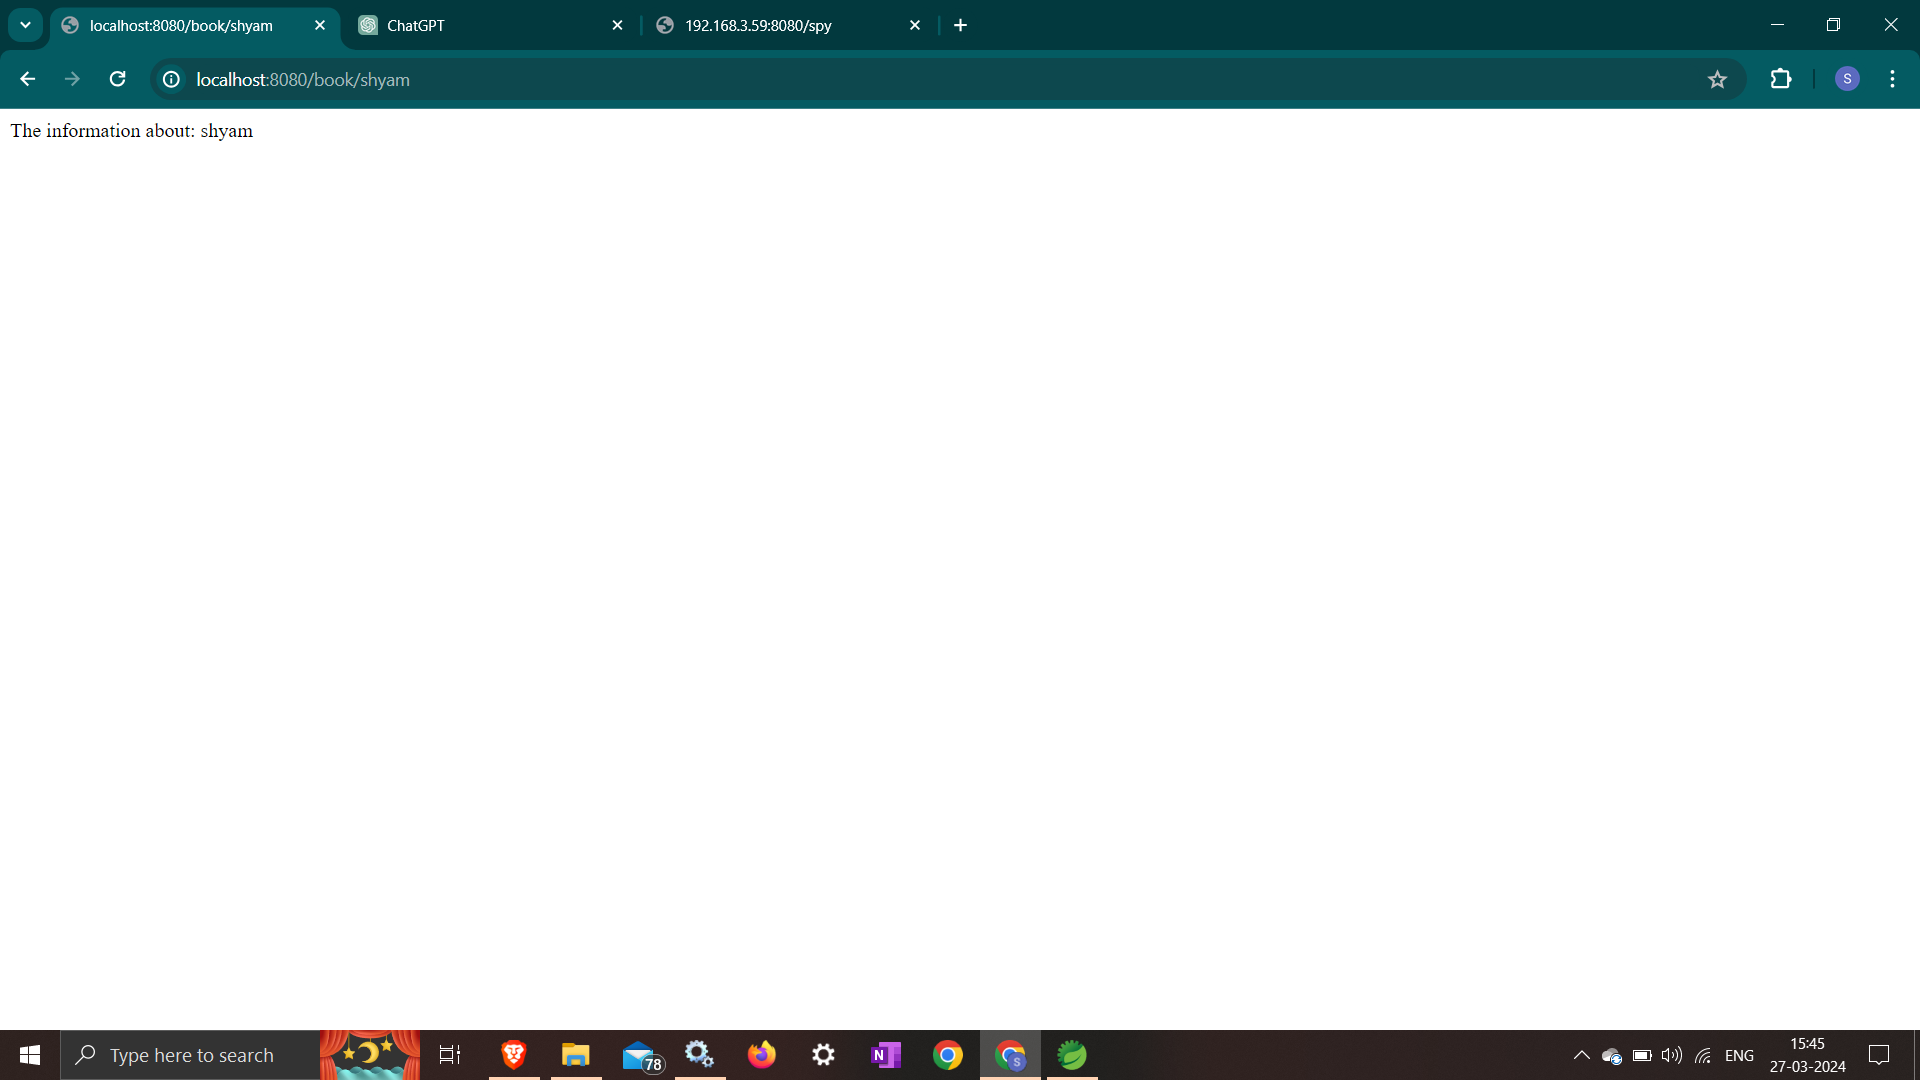 localhost:8080/book/shyam
ChatGPT
192.168.3.59:8080/spy
localhost:8080/book/shyam
S
The information about: shyam
Type here to search
78
N
S
ENG
15:45
27-03-2024